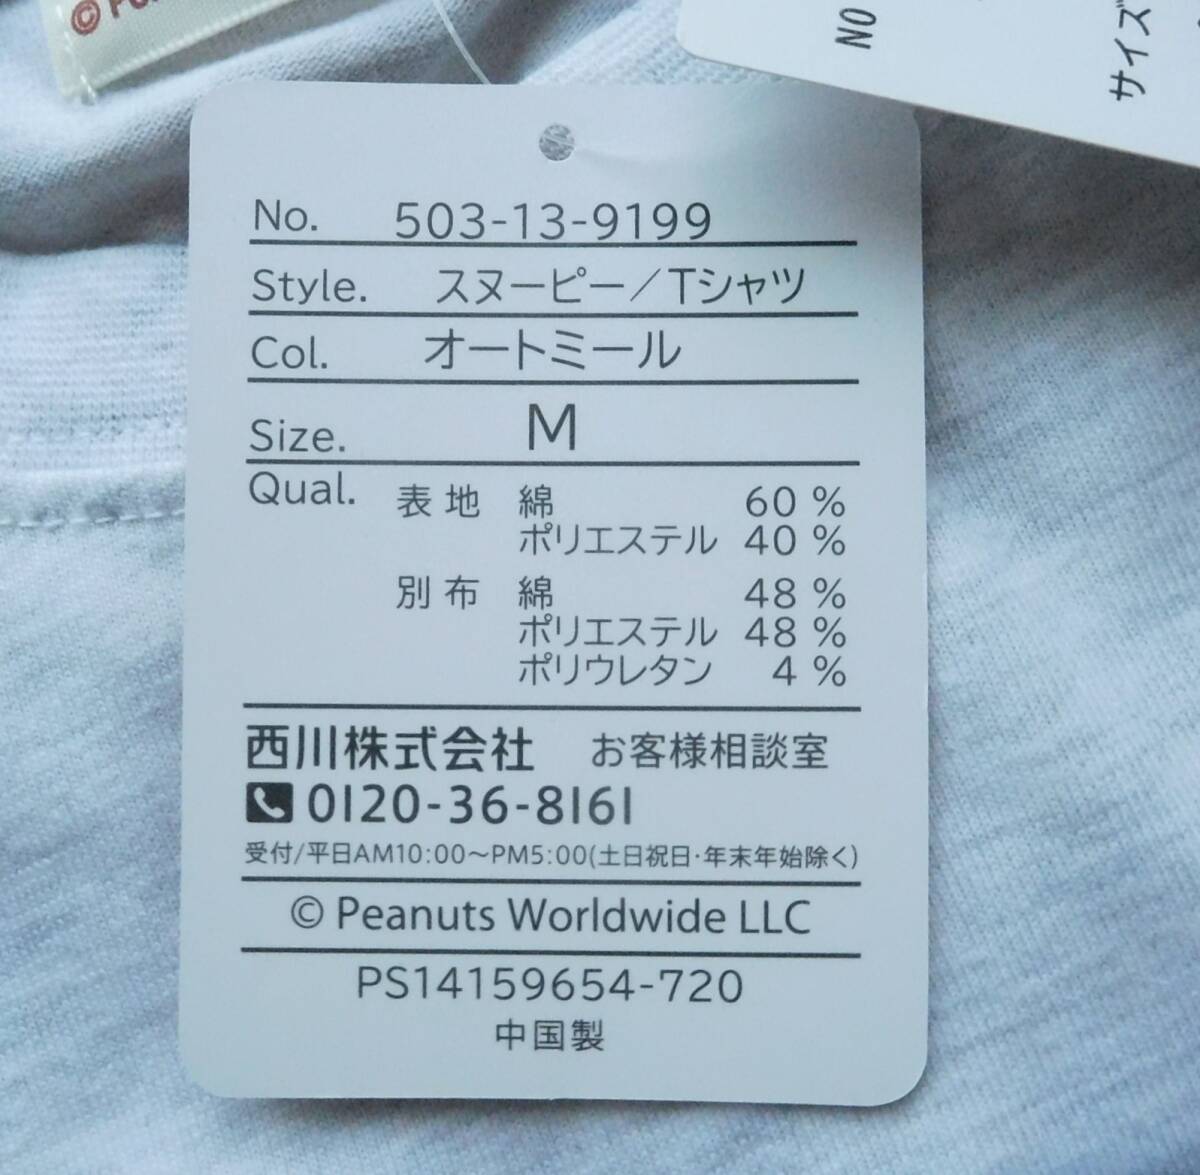 ©
NO
サイズ
No. 503-13-9199
Style. スヌーピー/Tシャツ
Col. オートミール
Size. M
Qual. 表地 綿 60 %
ポリエステル 40 %
別布 綿 48 %
ポリエステル 48 %
ポリウレタン 4 %
西川株式会社 お客様相談室
0120-36-8161
受付/平日AM10:00～PM5:00(土日祝日・年末年始除く)
© Peanuts Worldwide LLC
PS14159654-720
中国製